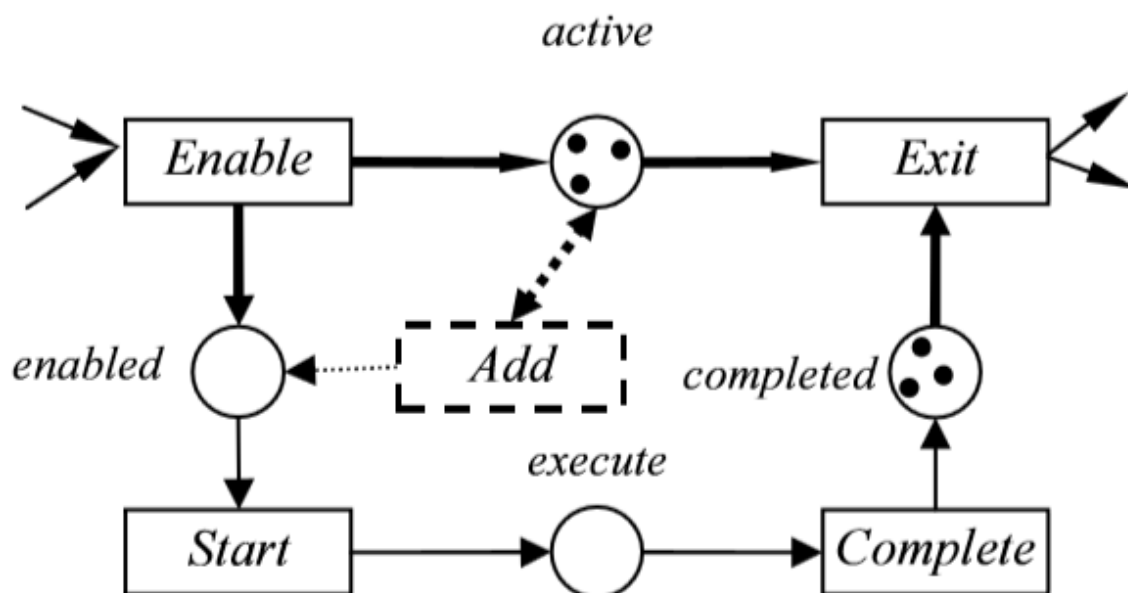 active
Enable
Exit
enabled
Add
completed
execute
Start
Complete